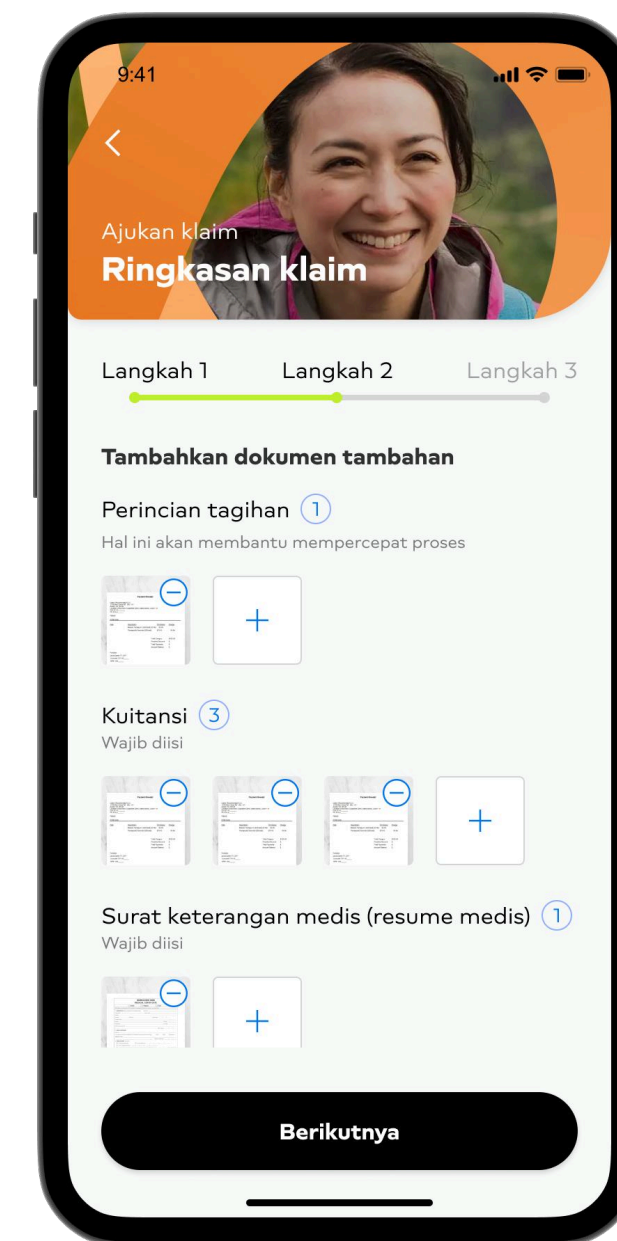 9:41
Ajukan klaim
Ringkasan klaim
Langkah 1 Langkah 2 Langkah 3
Tambahkan dokumen tambahan
Perincian tagihan 1
Hal ini akan membantu mempercepat proses
Kuitansi 3
Wajib diisi
Surat keterangan medis (resume medis) 1
Wajib diisi
Berikutnya